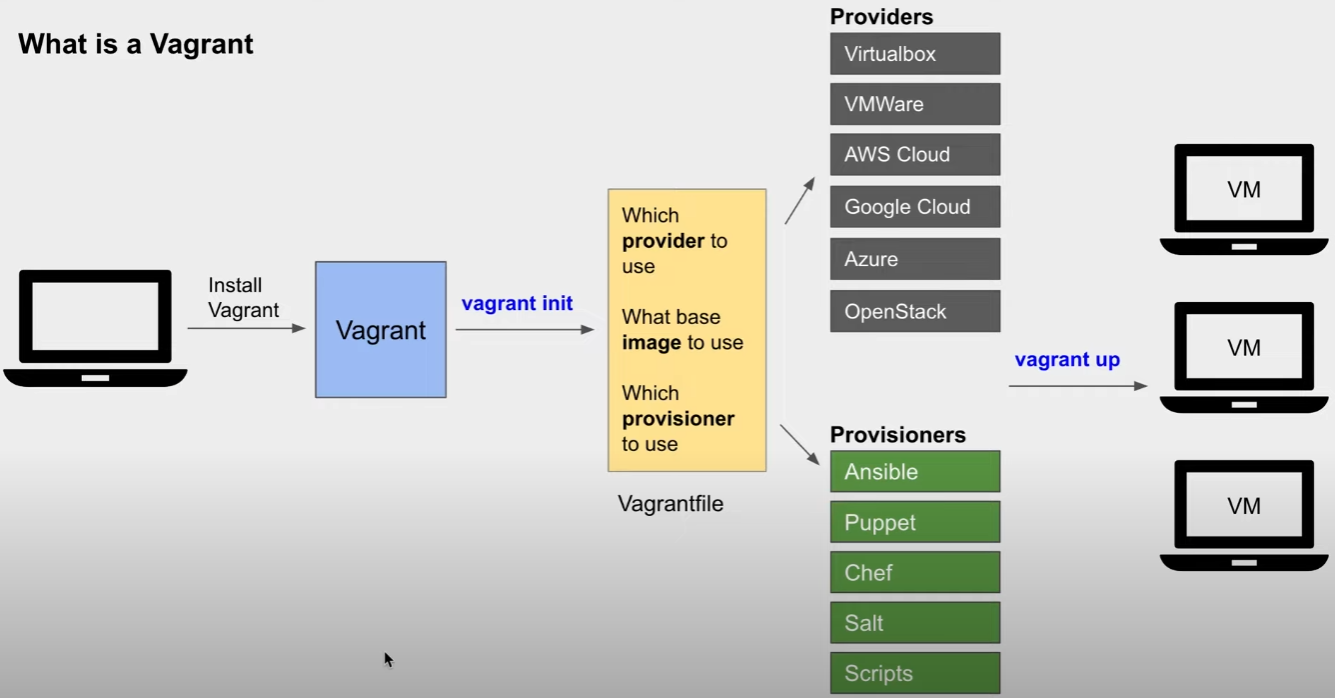 What is a Vagrant
Install
Vagrant
Vagrant
vagrant init
Which
provider to
use
What base
image to use
Which
provisioner
to use
Vagrantfile
Providers
Virtualbox
VMWare
AWS Cloud
Google Cloud
Azure
OpenStack
Provisioners
Ansible
Puppet
Chef
Salt
Scripts
vagrant up
VM
VM
VM